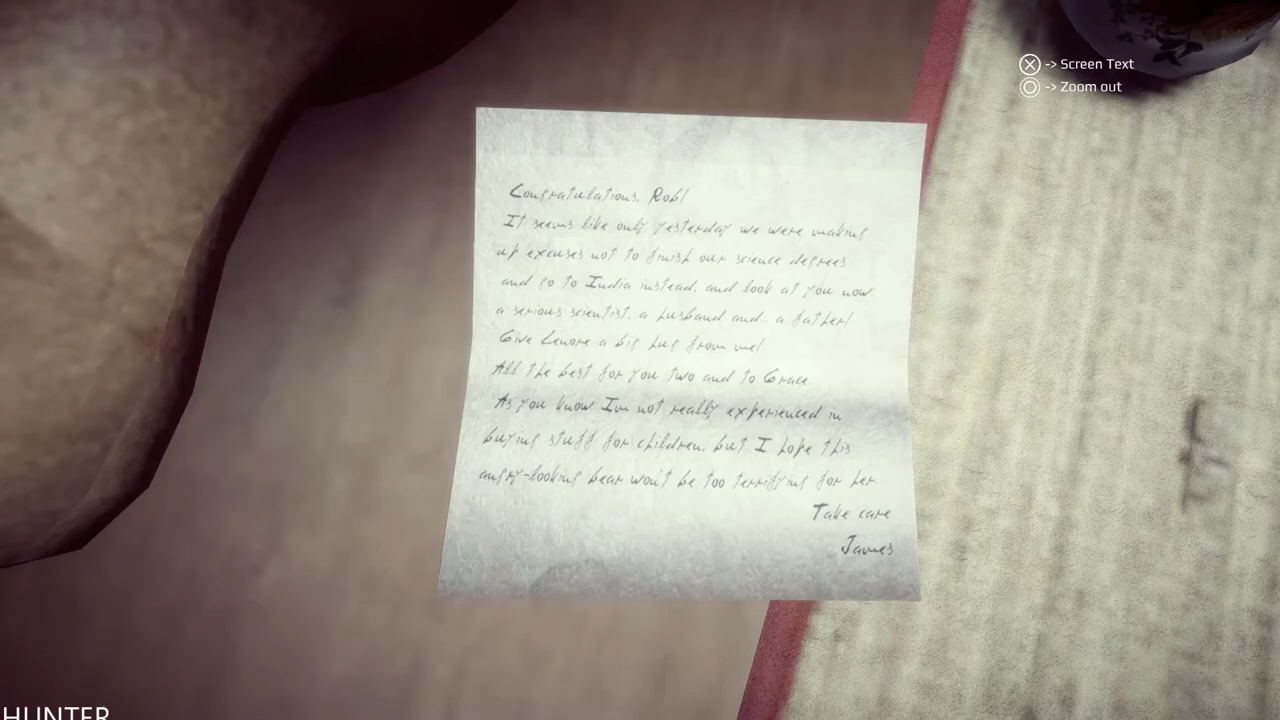 -> Screen Text
-> Zoom out
Congratulations, Rob!
It seems like only yesterday we were making
up excuses not to finish our science degrees
and go to India instead, and look at you now:
a serious scientist, a husband and.. a father!
Give Lenore a big hug from me!
All the best for you two and to Grace.
As you know Im not really experienced in
buying stuff for children, but I hope this
angry-looking bear won't be too terrifying for her.
Take care
James
HUNTER